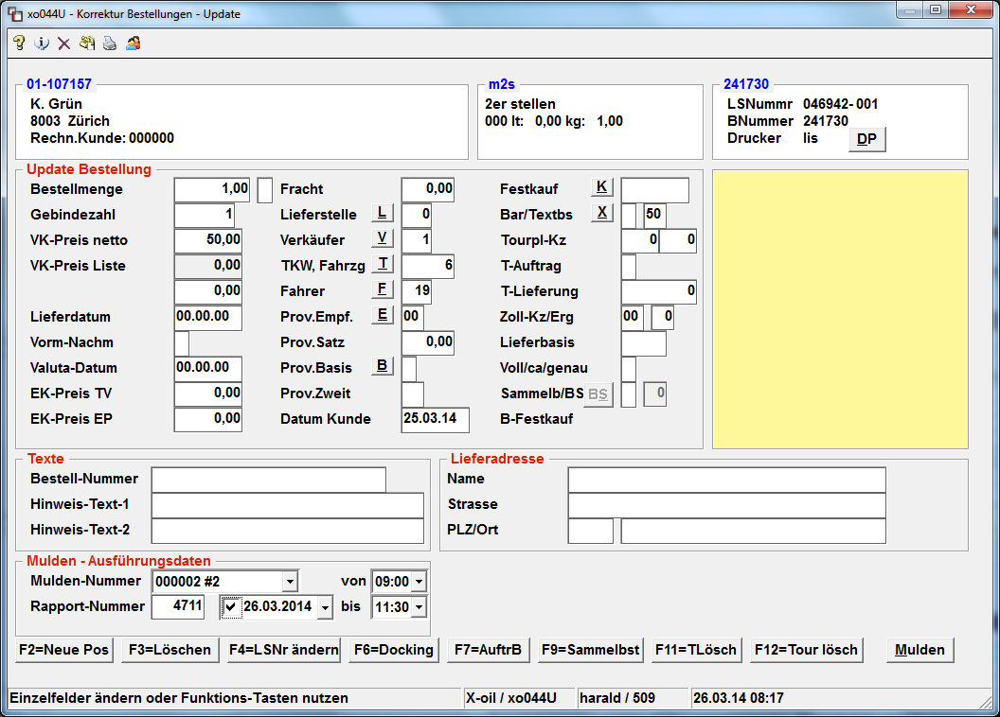 xo044U - Korrektur Bestellungen - Update
01-107157
K. Grün
8003 Zürich
Rechn.Kunde: 000000
m2s
2er stellen
000 lt: 0,00 kg: 1,00
241730
LSNummr 046942- 001
BNummer 241730
Drucker lis DP
Update Bestellung
Bestellmenge 1,00 Fracht 0,00 Festkauf K
Gebindezahl 1 Lieferstelle L 0 Bar/Textbs X 50
VK-Preis netto 50,00 Verkäufer V 1 Tourpl-Kz 0 0
VK-Preis Liste 0,00 TKW, Fahrzg T 6 T-Auftrag
0,00 Fahrer F 19 T-Lieferung 0
Lieferdatum 00.00.00 Prov.Empf. E 00 Zoll-Kz/Erg 00 0
Vorm-Nachm Prov.Satz 0,00 Lieferbasis
Valuta-Datum 00.00.00 Prov.Basis B Voll/ca/genau
EK-Preis TV 0,00 Prov.Zweit Sammelb/BS BS 0
EK-Preis EP 0,00 Datum Kunde 25.03.14 B-Festkauf
Texte
Bestell-Nummer
Hinweis-Text-1
Hinweis-Text-2
Lieferadresse
Name
Strasse
PLZ/Ort
Mulden - Ausführungsdaten
Mulden-Nummer 000002 #2 von 09:00
Rapport-Nummer 4711 26.03.2014 bis 11:30
F2=Neue Pos F3=Löschen F4=LSNr ändern F6=Docking F7=AuftrB F9=Sammelbst F11=TLösch F12=Tour lösch Mulden
Einzelfelder ändern oder Funktions-Tasten nutzen X-oil / xo044U harald / 509 26.03.14 08:17